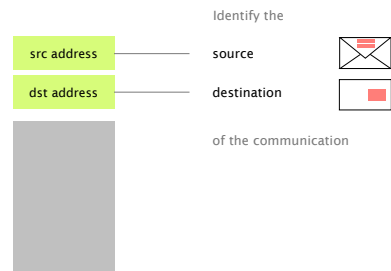 Identify the
src address source
dst address destination
of the communication